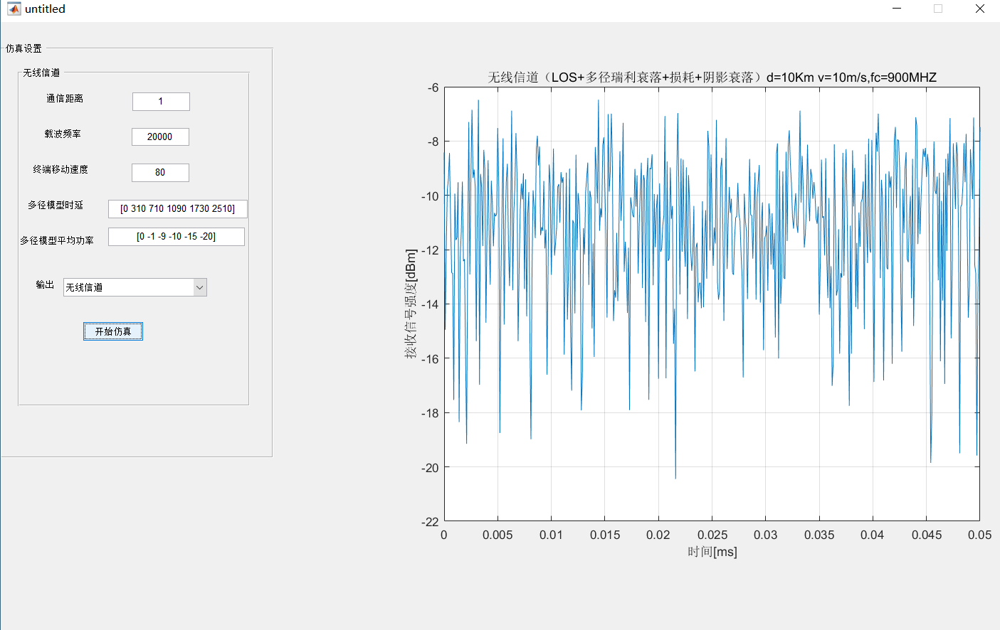 untitled
仿真设置
无线信道
通信距离
1
载波频率
20000
终端移动速度
80
多径模型时延
[0 310 710 1090 1730 2510]
多径模型平均功率
[0 -1 -9 -10 -15 -20]
输出
无线信道
开始仿真
无线信道（LOS+多径瑞利衰落+损耗+阴影衰落）d=10Km v=10m/s,fc=900MHZ
接收信号强度[dBm]
-6
-8
-10
-12
-14
-16
-18
-20
-22
0 0.005 0.01 0.015 0.02 0.025 0.03 0.035 0.04 0.045 0.05
时间[ms]